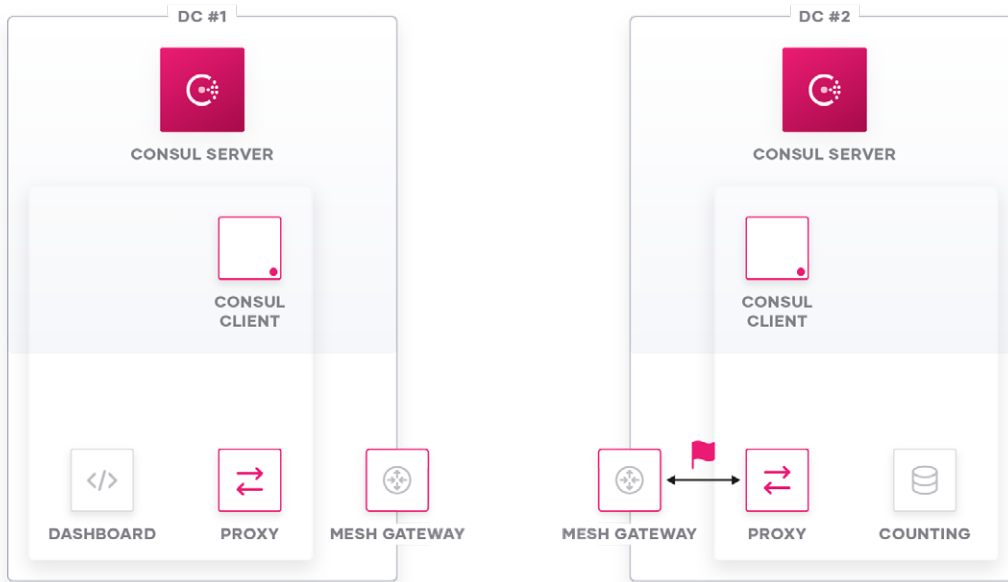 DC #1
DC #2
CONSUL SERVER
CONSUL SERVER
CONSUL
CLIENT
CONSUL
CLIENT
</>
DASHBOARD
PROXY
MESH GATEWAY
MESH GATEWAY
PROXY
COUNTING